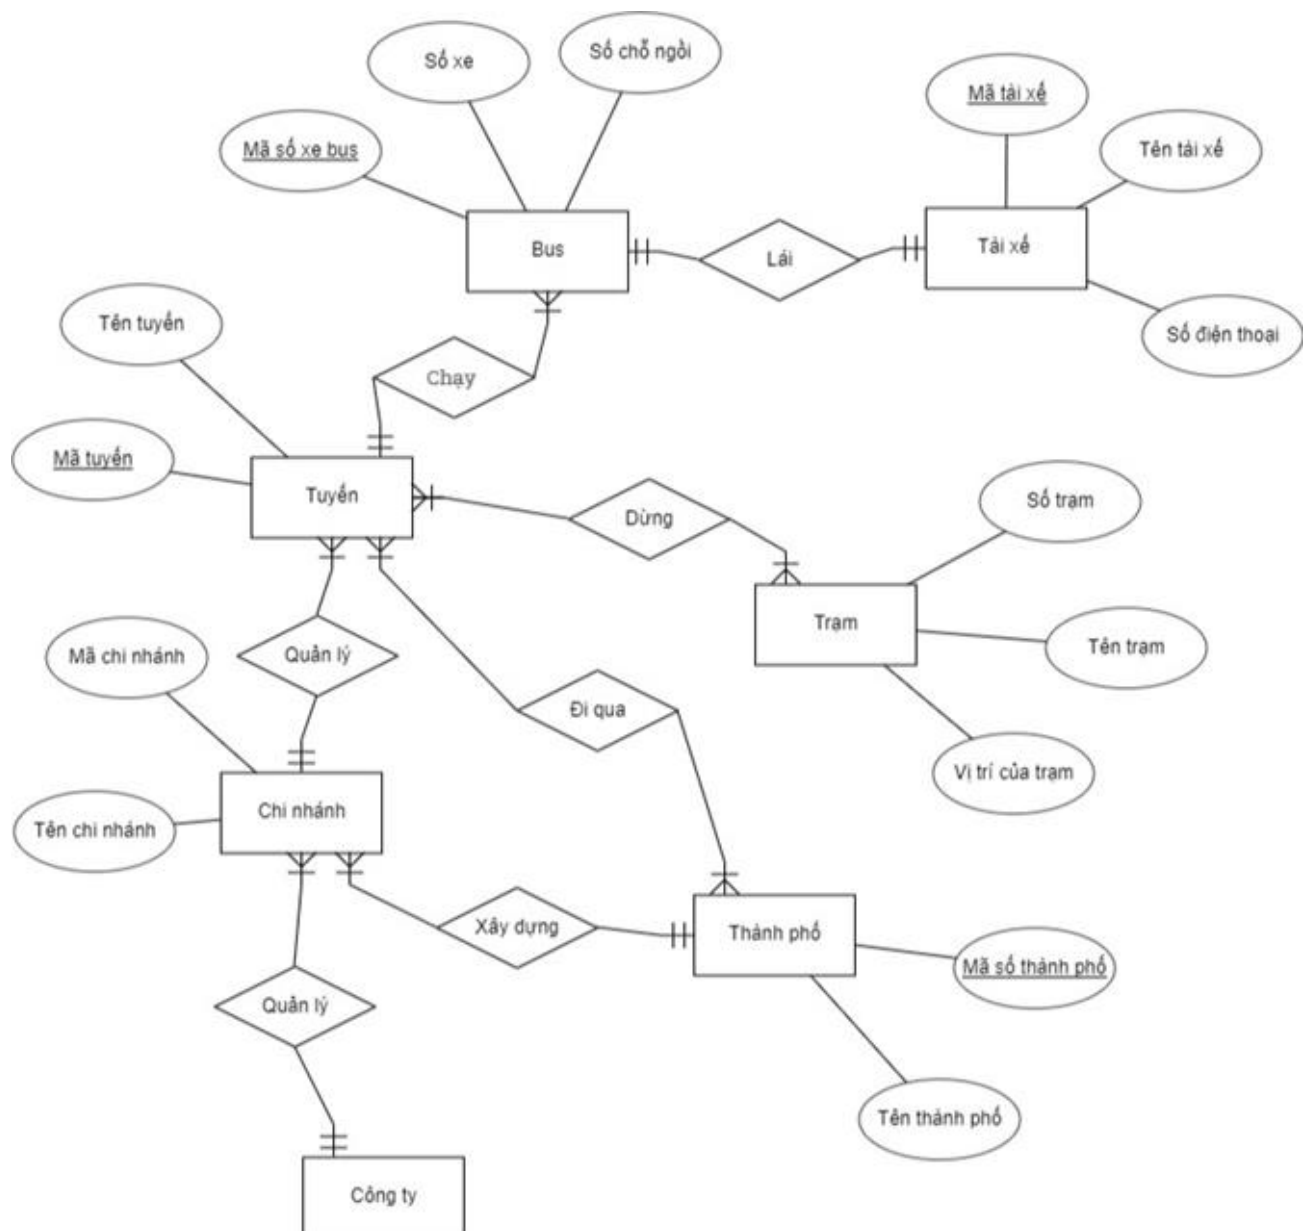 Số xe
Số chỗ ngồi
Mã số xe bus
Mã tài xế
Tên tài xế
Bus
Lái
Tài xế
Số điện thoại
Tên tuyến
Chạy
Mã tuyến
Tuyến
Dừng
Số trạm
Trạm
Tên trạm
Mã chi nhánh
Quản lý
Đi qua
Vị trí của trạm
Chi nhánh
Tên chi nhánh
Xây dựng
Thành phố
Mã số thành phố
Quản lý
Tên thành phố
Công ty